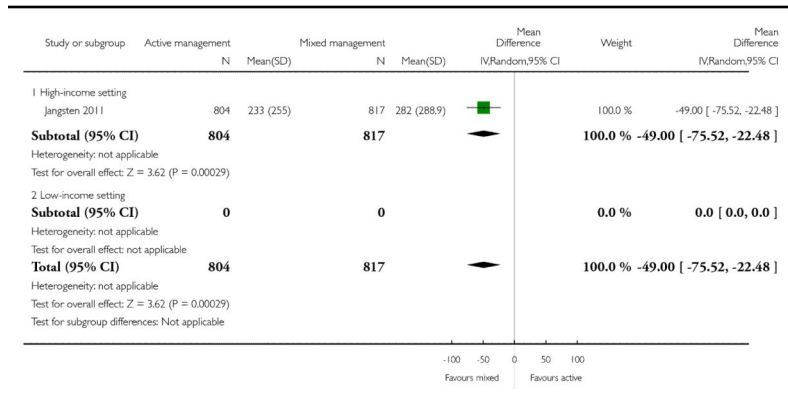 Mean Mean
Study or subgroup Active management Mixed management Difference Weight Difference
N Mean(SD) N Mean(SD) IV,Random,95% CI IV,Random,95% CI
1 High-income setting
Jangsten 2011 804 233 (255) 817 282 (288.9) 100.0 % -49.00 [ -75.52, -22.48 ]
Subtotal (95% CI) 804 817 100.0 % -49.00 [ -75.52, -22.48 ]
Heterogeneity: not applicable
Test for overall effect: Z = 3.62 (P = 0.00029)
2 Low-income setting
Subtotal (95% CI) 0 0 0.0 % 0.0 [ 0.0, 0.0 ]
Heterogeneity: not applicable
Test for overall effect: not applicable
Total (95% CI) 804 817 100.0 % -49.00 [ -75.52, -22.48 ]
Heterogeneity: not applicable
Test for overall effect: Z = 3.62 (P = 0.00029)
Test for subgroup differences: Not applicable
-100 -50 0 50 100
Favours mixed Favours active